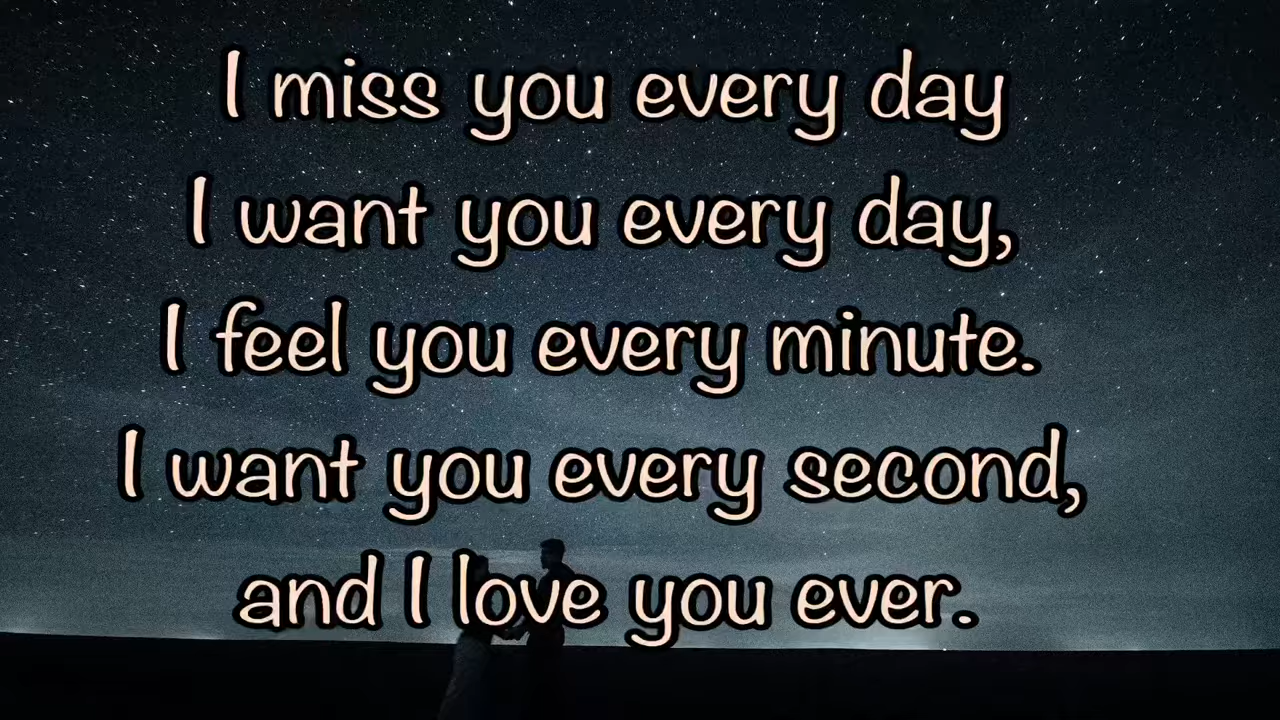 I miss you every day
I want you every day,
I feel you every minute.
I want you every second,
and I love you ever.